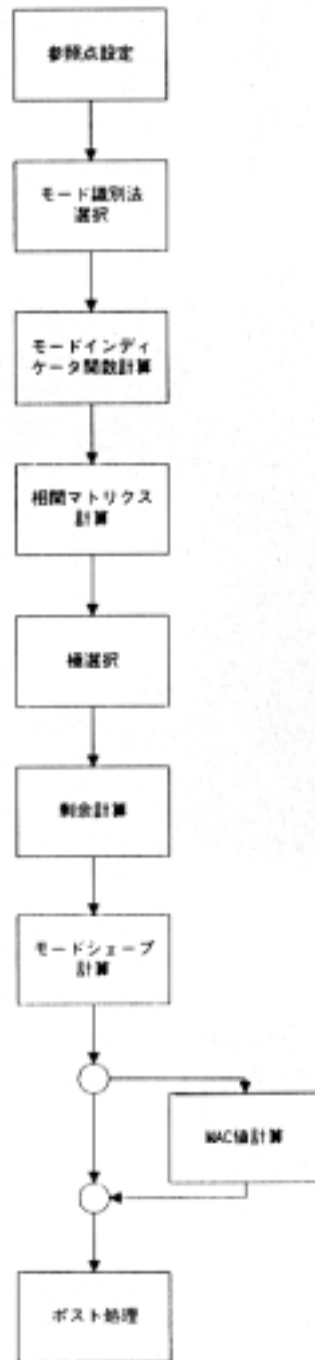 参照点設定
モード識別法
選択
モードインディ
ケータ関数計算
相関マトリクス
計算
極選択
剰余計算
モードシェープ
計算
MAC値計算
ポスト処理